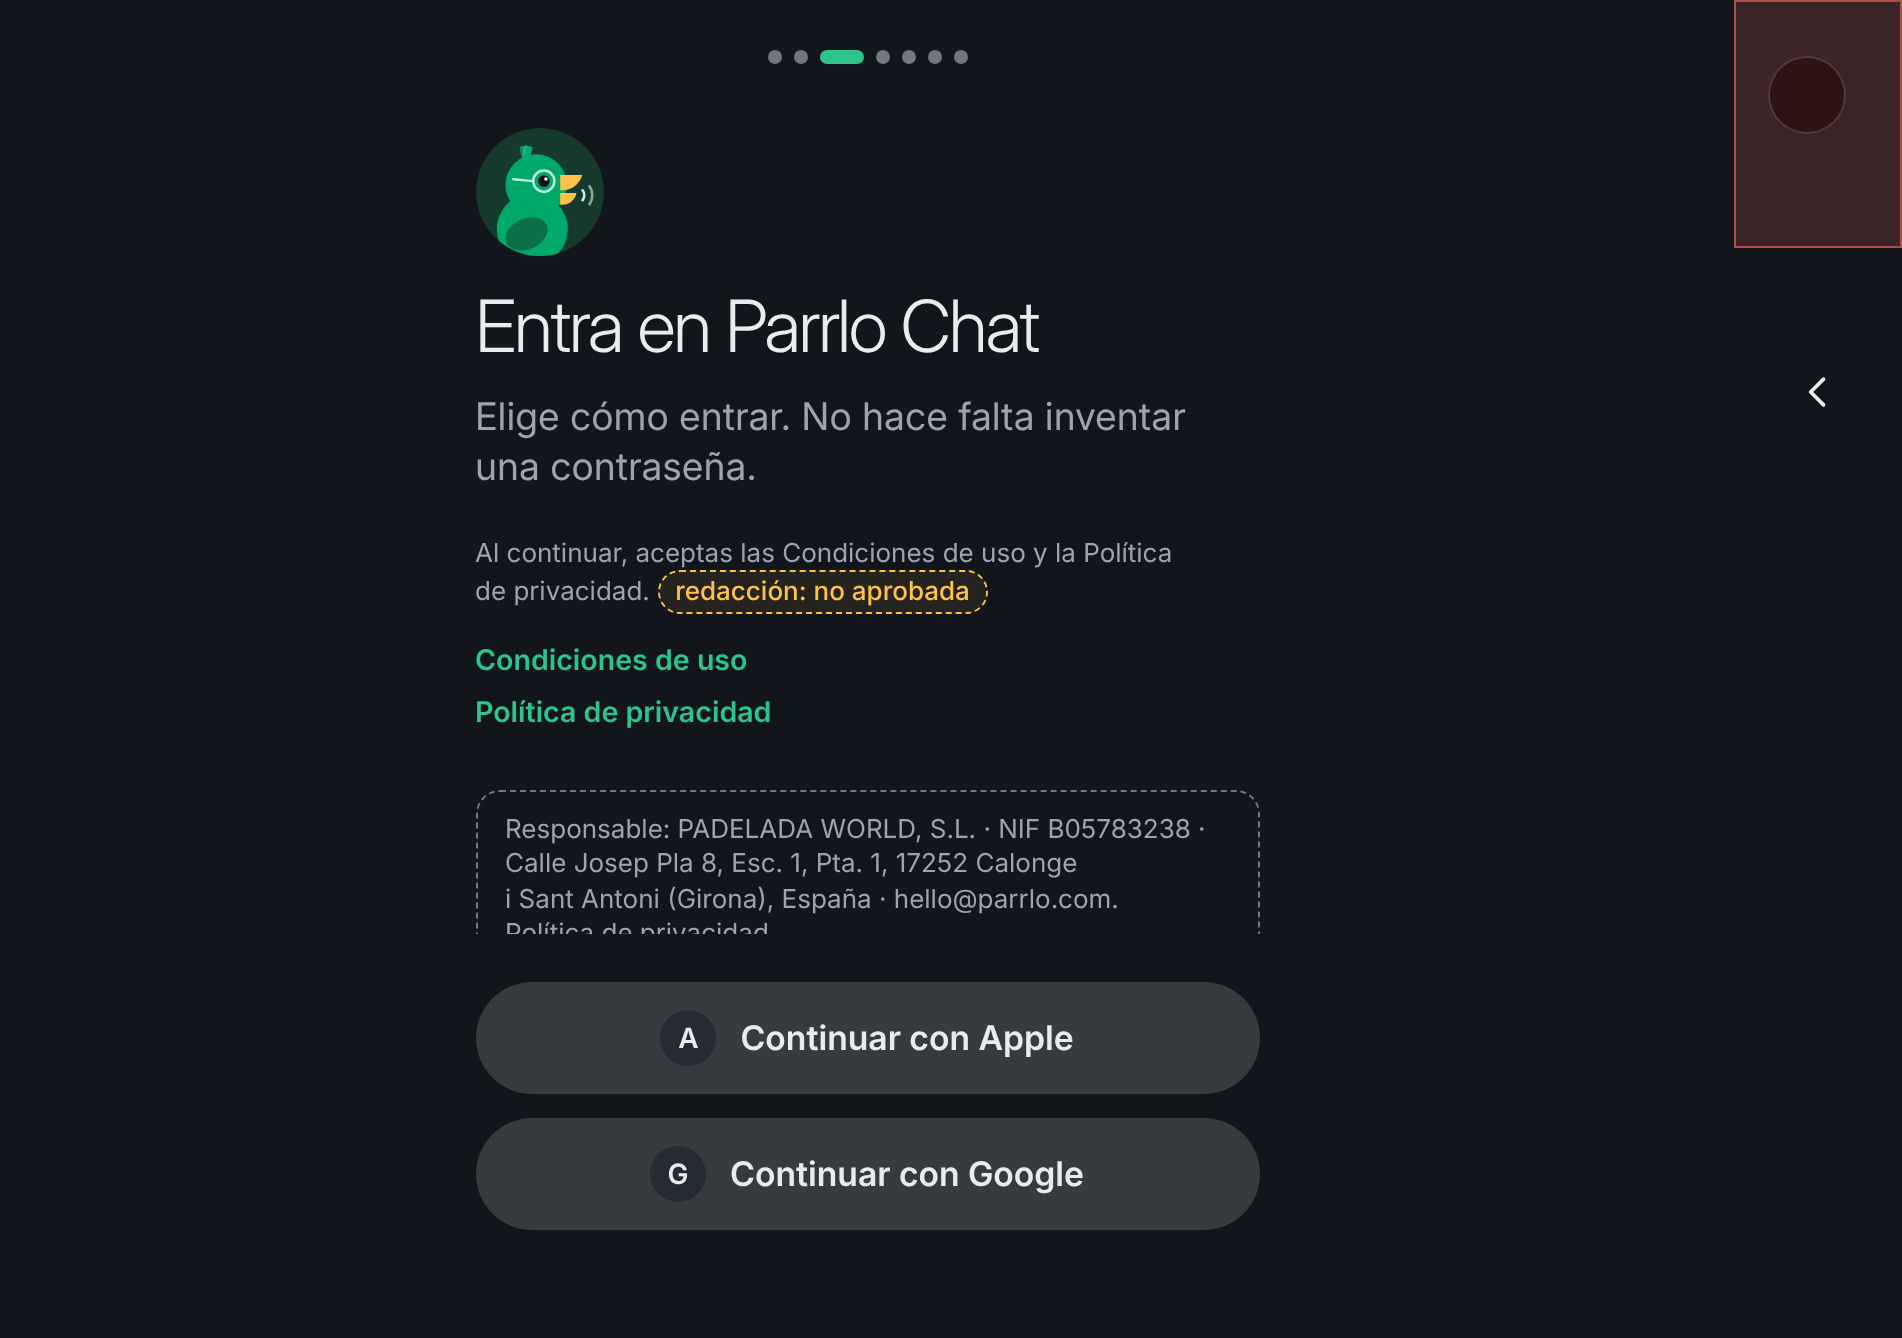 Entra en Parrlo Chat
Elige cómo entrar. No hace falta inventar
una contraseña.
Al continuar, aceptas las Condiciones de uso y la Política
de privacidad. redacción: no aprobada
Condiciones de uso
Política de privacidad
Responsable: PADELADA WORLD, S.L. · NIF B05783238 ·
Calle Josep Pla 8, Esc. 1, Pta. 1, 17252 Calonge
i Sant Antoni (Girona), España · hello@parrlo.com.
Política de privacidad
A Continuar con Apple
G Continuar con Google